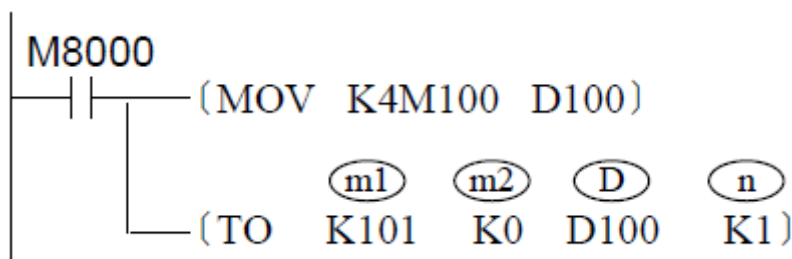 M8000
〔MOV K4M100 D100〕
m1 m2 D n
〔TO K101 K0 D100 K1〕